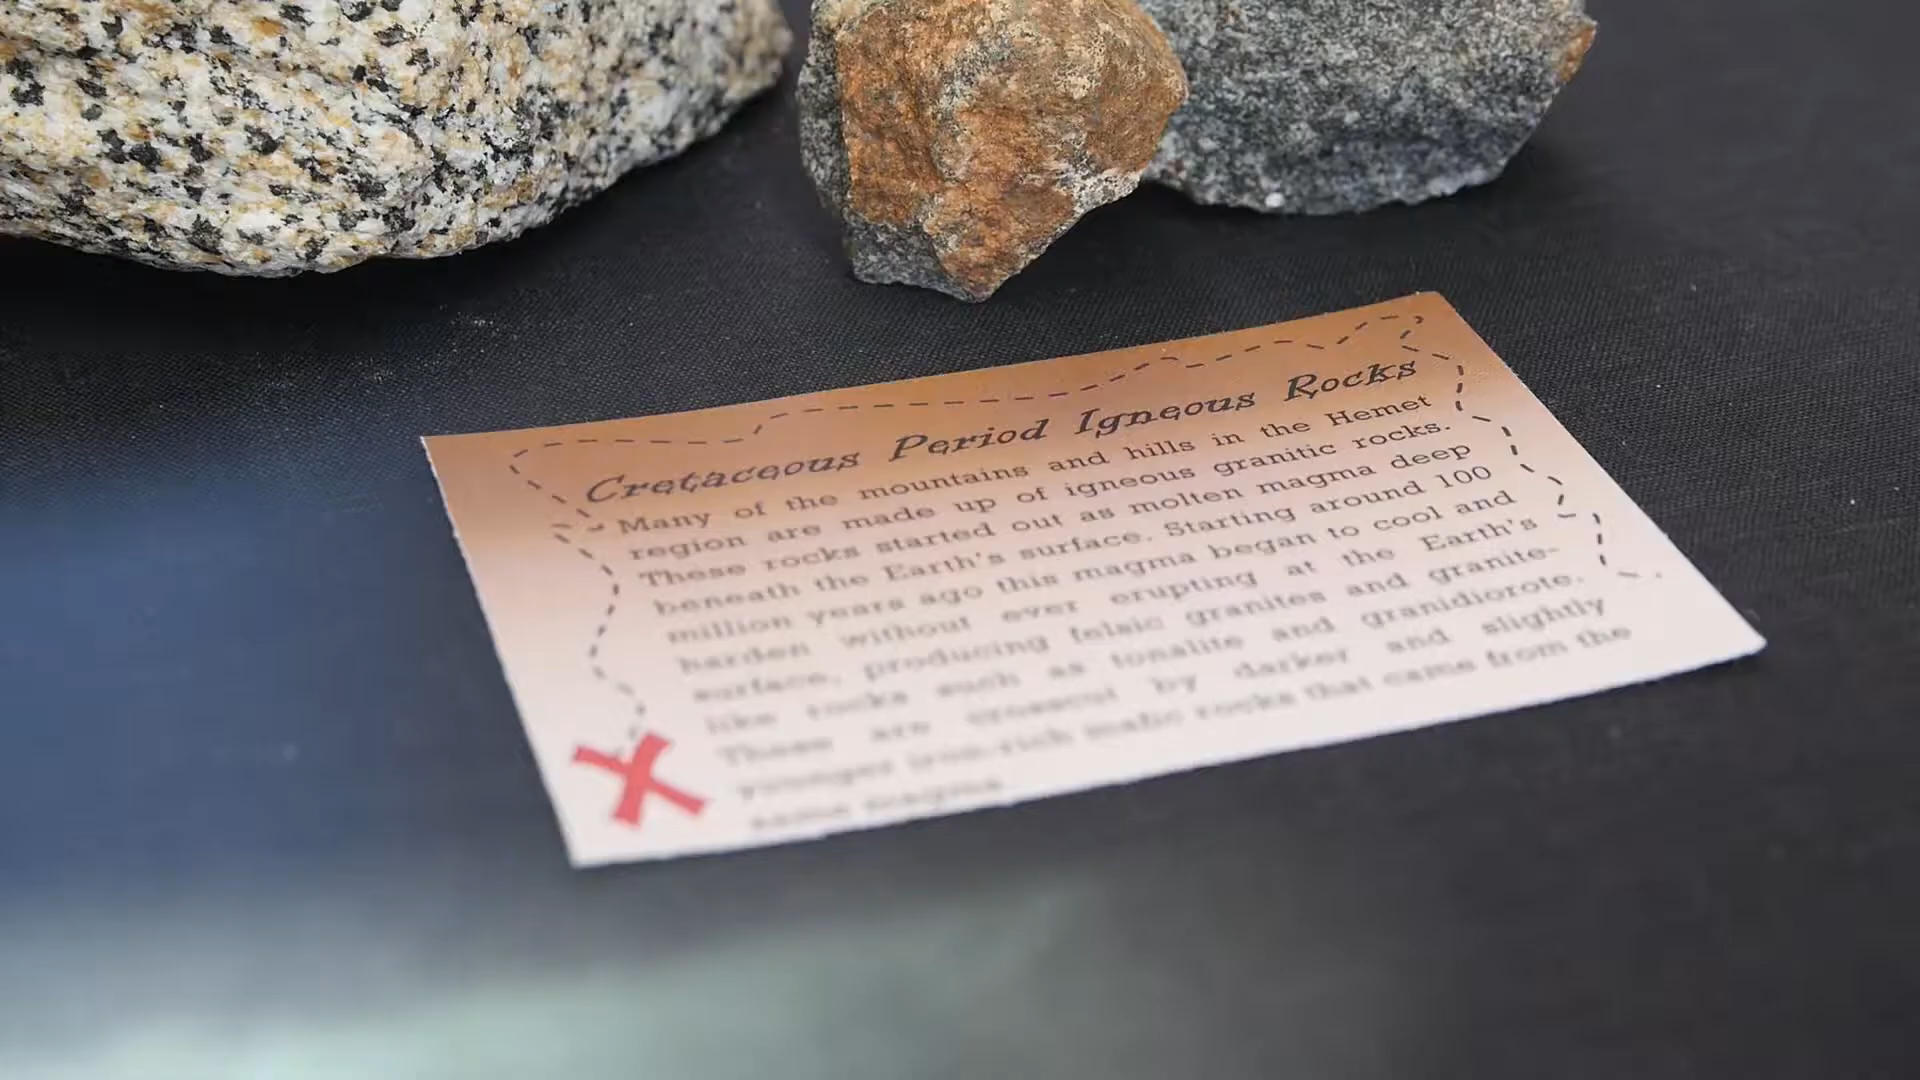 Cretaceous Period Igneous Rocks
Many of the mountains and hills in the Hemet
region are made up of igneous granitic rocks.
These rocks started out as molten magma deep
beneath the Earth's surface. Starting around 100
million years ago this magma began to cool and
harden without ever erupting at the Earth's
surface, producing felsic granites and granite-
like rocks such as tonalite and granidiorote.
These are crosscut by darker and slightly
younger iron-rich mafic rocks that came from the
same magma.